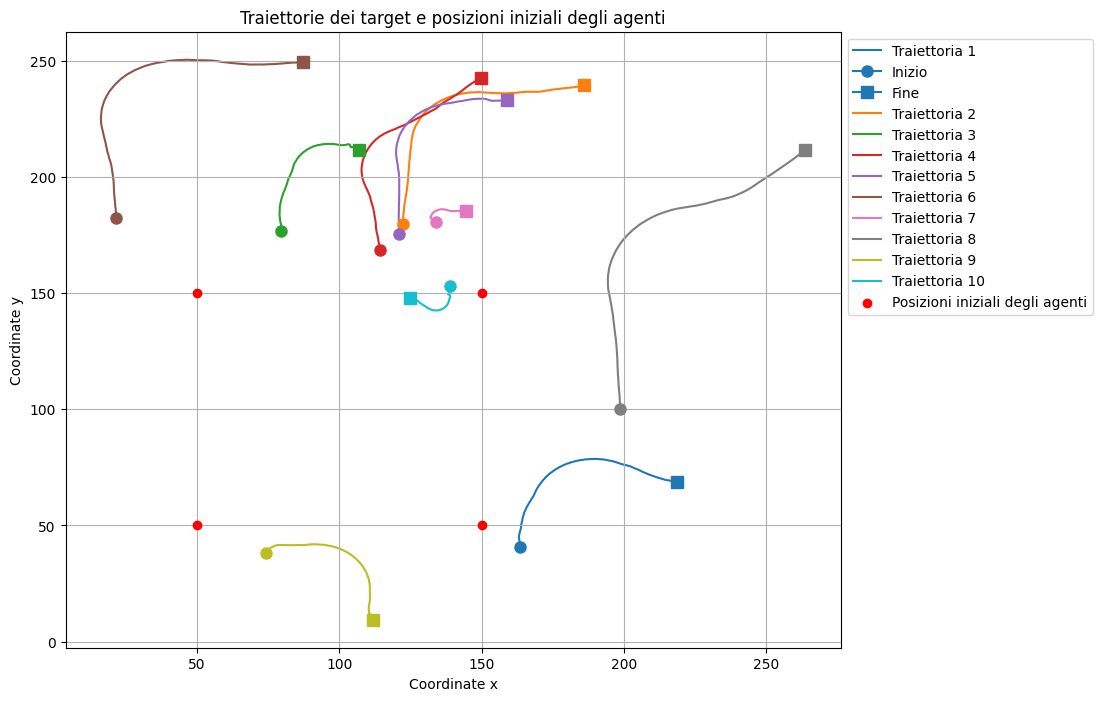 Traiettorie dei target e posizioni iniziali degli agenti
Coordinate y
250
200
150
100
50
0
50
100
150
200
250
Coordinate x
Traiettoria 1
Inizio
Fine
Traiettoria 2
Traiettoria 3
Traiettoria 4
Traiettoria 5
Traiettoria 6
Traiettoria 7
Traiettoria 8
Traiettoria 9
Traiettoria 10
Posizioni iniziali degli agenti